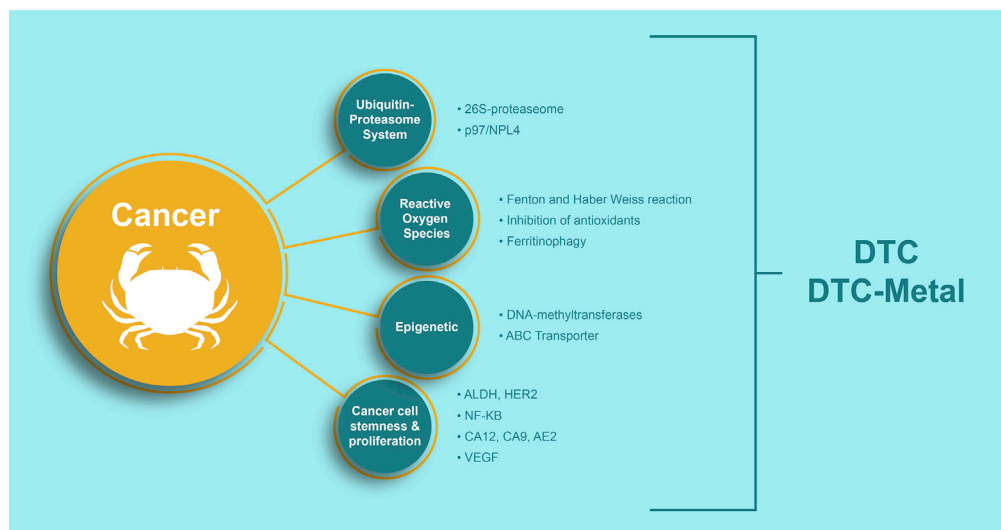 Cancer
Ubiquitin-
Proteasome
System
• 26S-proteaseome
• p97/NPL4
Reactive
Oxygen
Species
• Fenton and Haber Weiss reaction
• Inhibition of antioxidants
• Ferritinophagy
Epigenetic
• DNA-methyltransferases
• ABC Transporter
Cancer cell
stemness &
proliferation
• ALDH, HER2
• NF-KB
• CA12, CA9, AE2
• VEGF
DTC
DTC-Metal